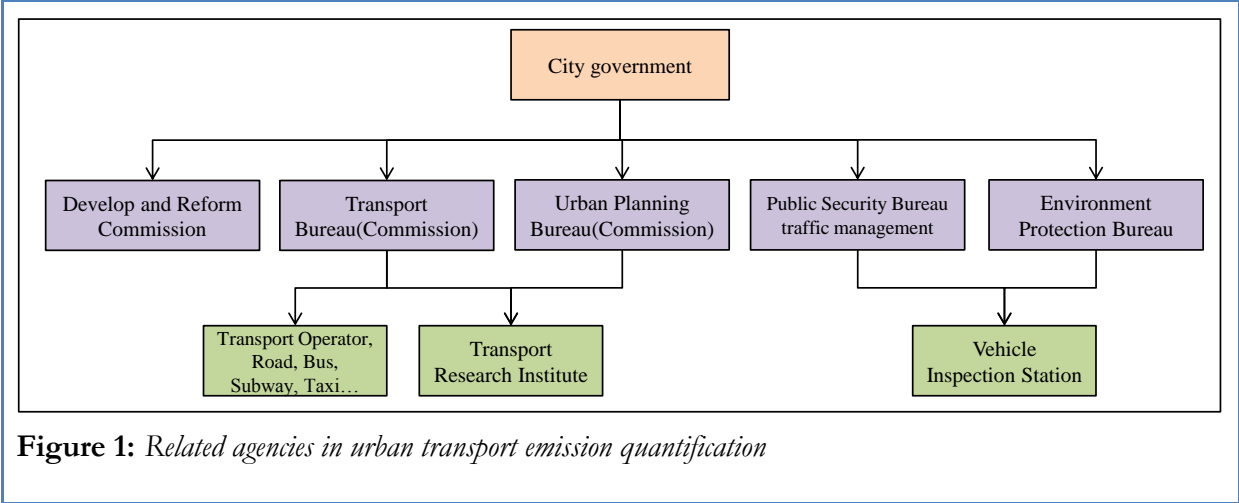 City government
Develop and Reform
Commission
Transport
Bureau(Commission)
Urban Planning
Bureau(Commission)
Public Security Bureau
traffic management
Environment
Protection Bureau
Transport Operator,
Road, Bus,
Subway, Taxi…
Transport
Research Institute
Vehicle
Inspection Station
Figure 1: Related agencies in urban transport emission quantification